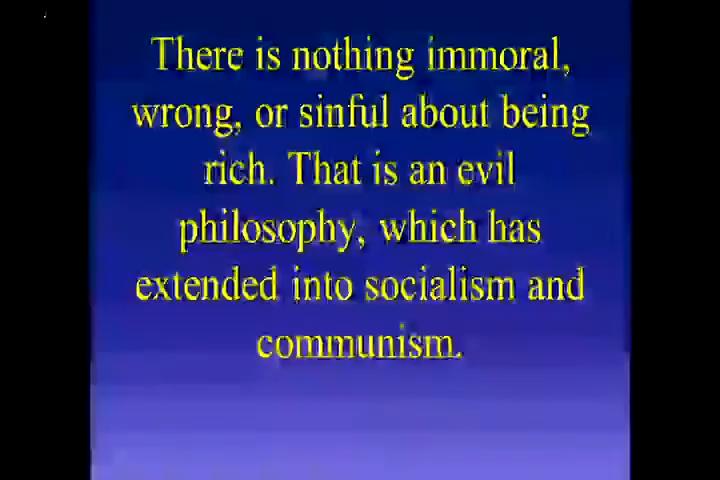 There is nothing immoral,
wrong, or sinful about being
rich. That is an evil
philosophy, which has
extended into socialism and
communism.